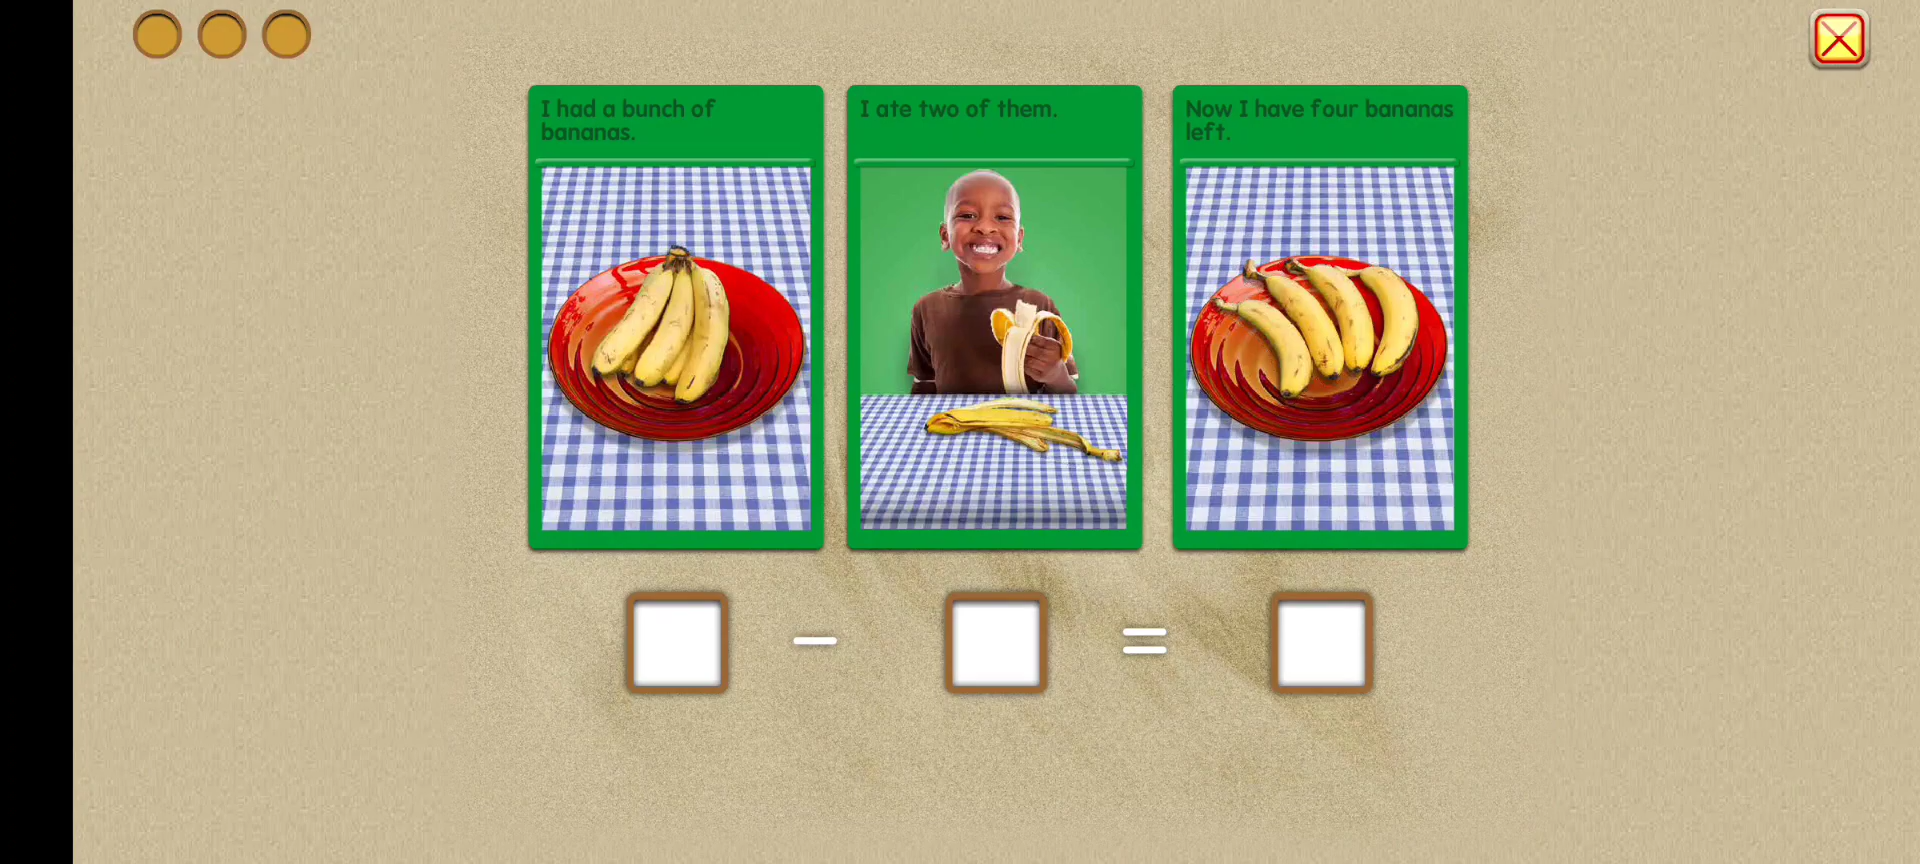 I had a bunch of
bananas.
I ate two of them.
Now I have four bananas
left.
− =